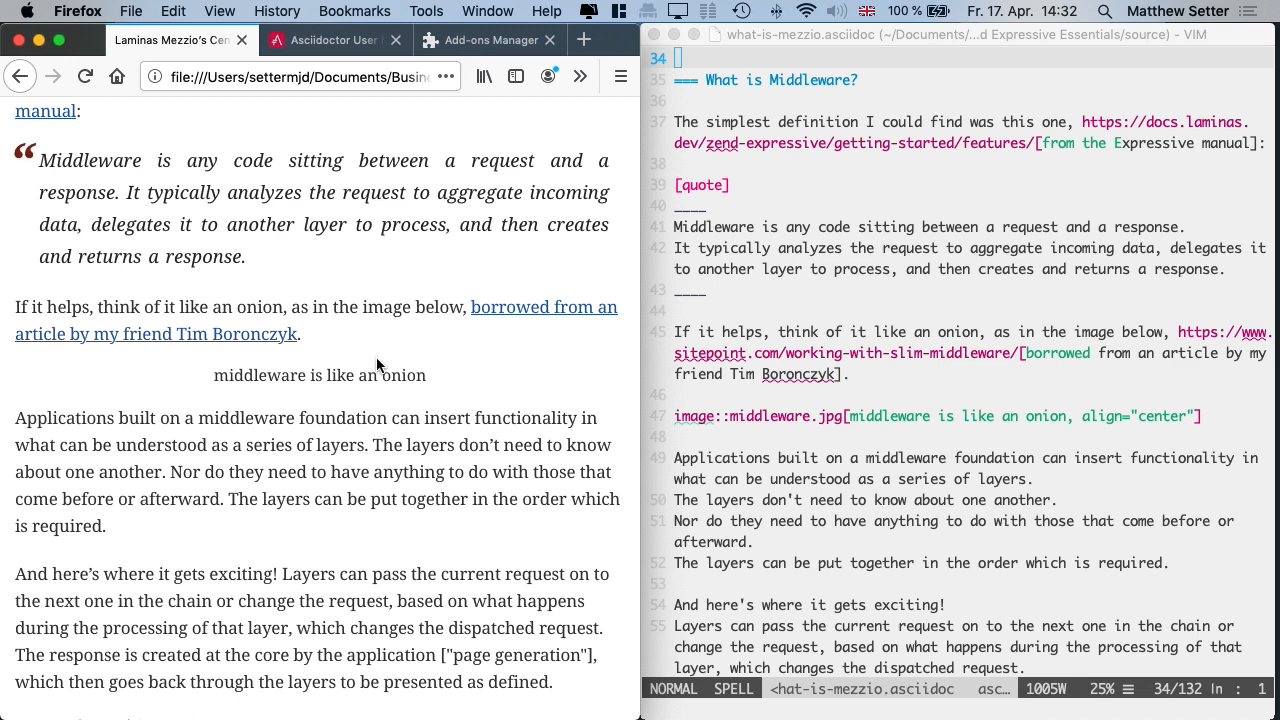 Firefox File Edit View History Bookmarks Tools Window Help 100 % Fr. 17. Apr. 14:32 Matthew Setter
Laminas Mezzio's Cen Asciidoctor User Add-ons Manager
file:///Users/settermjd/Documents/Busin
manual:
“ Middleware is any code sitting between a request and a
response. It typically analyzes the request to aggregate incoming
data, delegates it to another layer to process, and then creates
and returns a response.
If it helps, think of it like an onion, as in the image below, borrowed from an
article by my friend Tim Boronczyk.
middleware is like an onion
Applications built on a middleware foundation can insert functionality in
what can be understood as a series of layers. The layers don’t need to know
about one another. Nor do they need to have anything to do with those that
come before or afterward. The layers can be put together in the order which
is required.
And here’s where it gets exciting! Layers can pass the current request on to
the next one in the chain or change the request, based on what happens
during the processing of that layer, which changes the dispatched request.
The response is created at the core by the application ["page generation"],
which then goes back through the layers to be presented as defined.
what-is-mezzio.asciidoc (~/Documents/...d Expressive Essentials/source) - VIM
34
35 === What is Middleware?
36
37 The simplest definition I could find was this one, https://docs.laminas.
dev/zend-expressive/getting-started/features/[from the Expressive manual]:
38
39 [quote]
40 ____
41 Middleware is any code sitting between a request and a response.
42 It typically analyzes the request to aggregate incoming data, delegates it
to another layer to process, and then creates and returns a response.
43 ____
44
45 If it helps, think of it like an onion, as in the image below, https://www.
sitepoint.com/working-with-slim-middleware/[borrowed from an article by my
friend Tim Boronczyk].
46
47 image::middleware.jpg[middleware is like an onion, align="center"]
48
49 Applications built on a middleware foundation can insert functionality in
what can be understood as a series of layers.
50 The layers don't need to know about one another.
51 Nor do they need to have anything to do with those that come before or
afterward.
52 The layers can be put together in the order which is required.
53
54 And here's where it gets exciting!
55 Layers can pass the current request on to the next one in the chain or
change the request, based on what happens during the processing of that
layer, which changes the dispatched request.
NORMAL SPELL <hat-is-mezzio.asciidoc asc… 1005W 25% ☰ 34/132 ln : 1